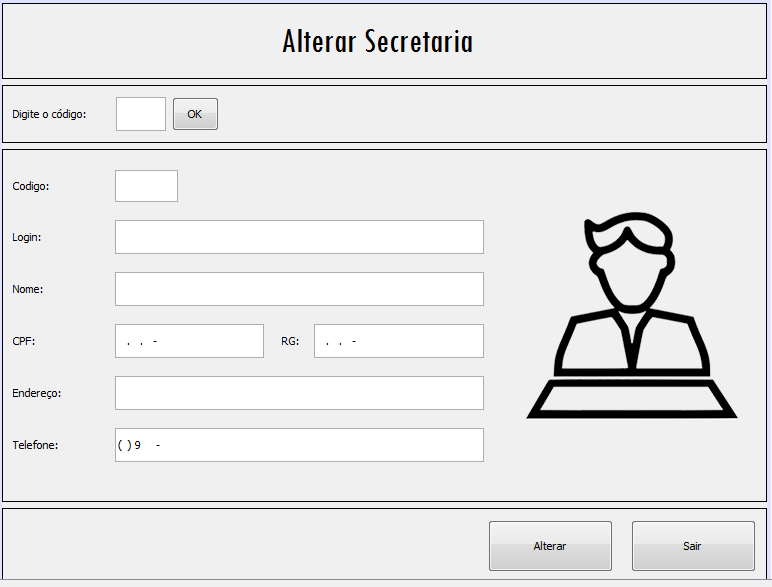 Alterar Secretaria
Digite o código:
OK
Codigo:
Login:
Nome:
CPF: . . - RG: . . -
Endereço:
Telefone: ( )9 -
Alterar Sair